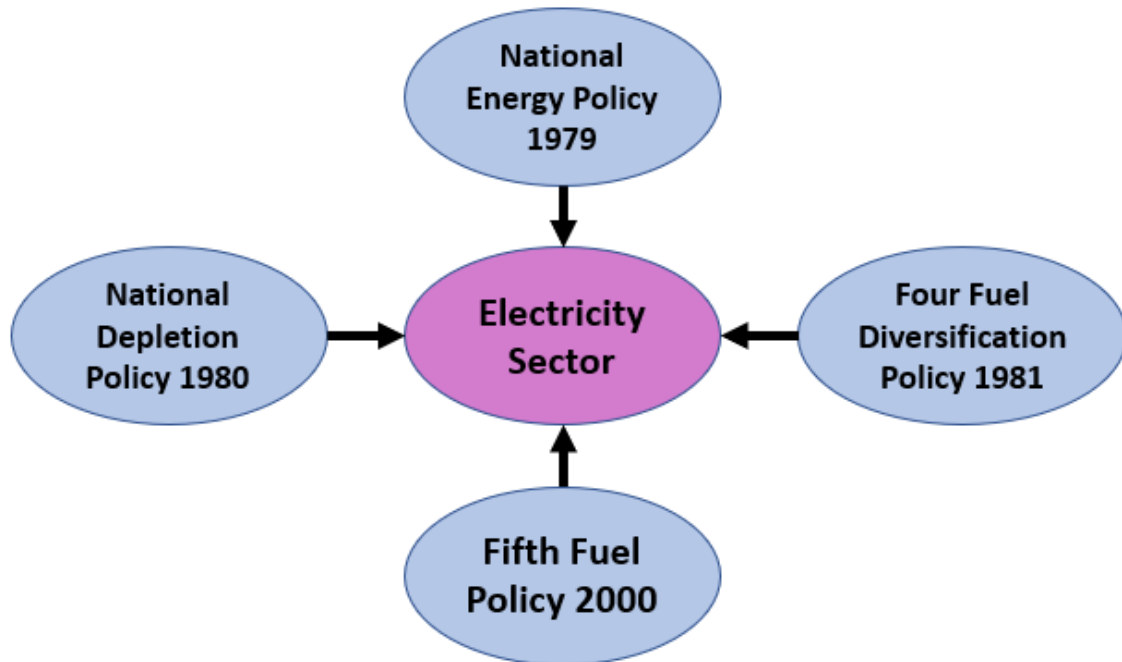 National
Energy Policy
1979
National
Depletion
Policy 1980
Electricity
Sector
Four Fuel
Diversification
Policy 1981
Fifth Fuel
Policy 2000